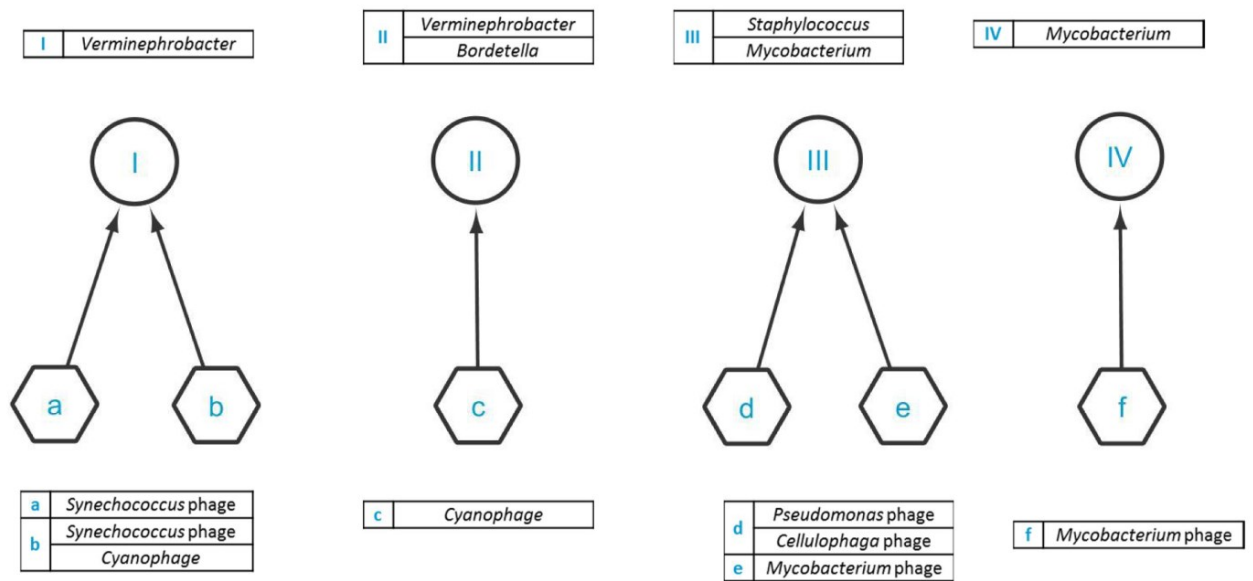 I Verminephrobacter
II Verminephrobacter
Bordetella
III Staphylococcus
Mycobacterium
IV Mycobacterium
I II III IV
a b c d e f
a Synechococcus phage
b Synechococcus phage
Cyanophage
c Cyanophage
d Pseudomonas phage
Cellulophaga phage
e Mycobacterium phage
f Mycobacterium phage